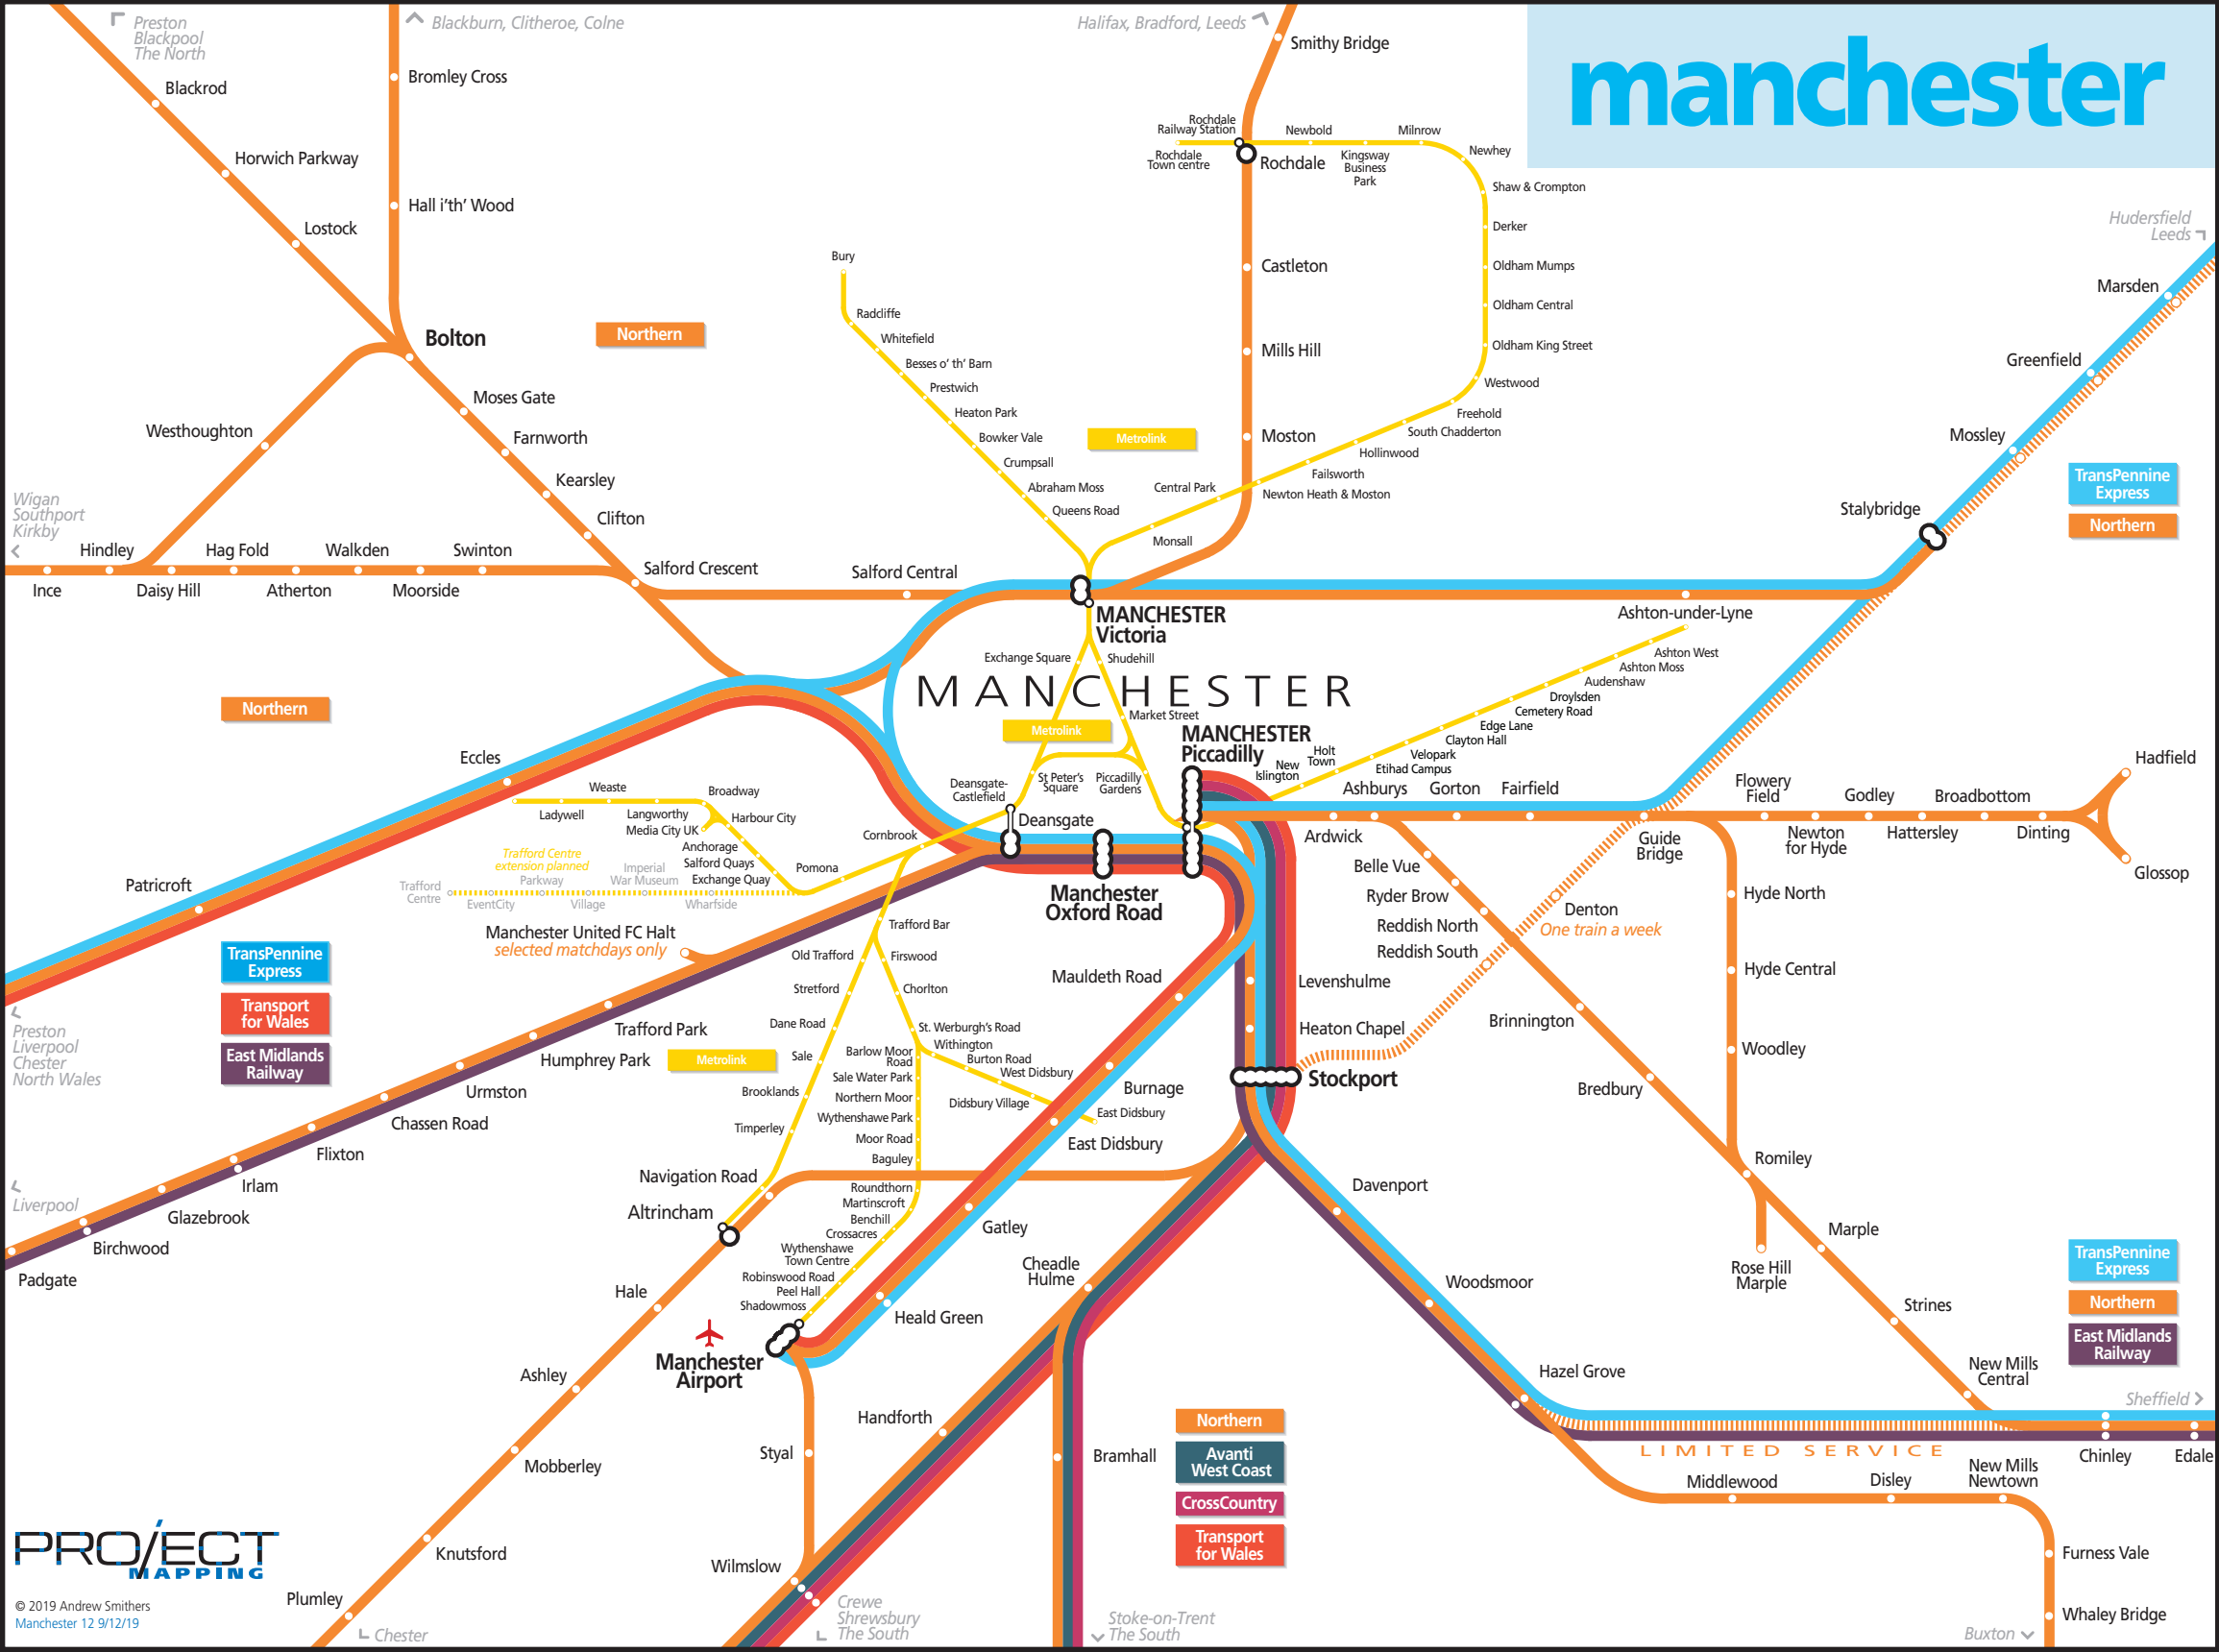 manchester
Preston
Blackpool
The North
Blackburn, Clitheroe, Colne
Halifax, Bradford, Leeds
Smithy Bridge
Blackrod
Bromley Cross
Horwich Parkway
Hall i'th' Wood
Lostock
Bolton
Northern
Westhoughton
Moses Gate
Farnworth
Kearsley
Clifton
Wigan
Southport
Kirkby
Hindley
Hag Fold
Walkden
Swinton
Ince
Daisy Hill
Atherton
Moorside
Salford Crescent
Salford Central
Rochdale
Railway Station
Rochdale
Town centre
Rochdale
Newbold
Kingsway
Business
Park
Milnrow
Newhey
Shaw & Crompton
Derker
Oldham Mumps
Oldham Central
Oldham King Street
Westwood
Freehold
South Chadderton
Hollinwood
Failsworth
Newton Heath & Moston
Central Park
Monsall
Castleton
Mills Hill
Moston
Metrolink
Bury
Radcliffe
Whitefield
Besses o' th' Barn
Prestwich
Heaton Park
Bowker Vale
Crumpsall
Abraham Moss
Queens Road
Hudersfield
Leeds
Marsden
Greenfield
Mossley
Stalybridge
TransPennine
Express
Northern
MANCHESTER
Victoria
Ashton-under-Lyne
Exchange Square
Shudehill
MANCHESTER
Market Street
Metrolink
MANCHESTER
Piccadilly
Deansgate-
Castlefield
St Peter's
Square
Piccadilly
Gardens
Deansgate
Cornbrook
Manchester
Oxford Road
New
Islington
Holt
Town
Etihad Campus
Velopark
Clayton Hall
Edge Lane
Cemetery Road
Droylsden
Audenshaw
Ashton Moss
Ashton West
Ashburys
Gorton
Fairfield
Ardwick
Belle Vue
Ryder Brow
Reddish North
Reddish South
Denton
One train a week
Guide
Bridge
Flowery
Field
Newton
for Hyde
Godley
Hattersley
Broadbottom
Dinting
Hadfield
Glossop
Hyde North
Hyde Central
Woodley
Brinnington
Bredbury
Romiley
Rose Hill
Marple
Marple
Strines
New Mills
Central
Northern
Eccles
Patricroft
Weaste
Ladywell
Langworthy
Broadway
Media City UK
Harbour City
Anchorage
Salford Quays
Exchange Quay
Pomona
Trafford Centre
extension planned
Trafford
Centre
EventCity
Parkway
Village
Imperial
War Museum
Wharfside
Manchester United FC Halt
selected matchdays only
TransPennine
Express
Transport
for Wales
East Midlands
Railway
Preston
Liverpool
Chester
North Wales
Liverpool
Trafford Park
Humphrey Park
Urmston
Chassen Road
Flixton
Irlam
Glazebrook
Birchwood
Padgate
Metrolink
Trafford Bar
Old Trafford
Stretford
Dane Road
Sale
Brooklands
Timperley
Navigation Road
Altrincham
Firswood
Chorlton
St. Werburgh's Road
Withington
Burton Road
West Didsbury
Didsbury Village
East Didsbury
East Didsbury
Barlow Moor
Road
Sale Water Park
Northern Moor
Wythenshawe Park
Moor Road
Baguley
Roundthorn
Martinscroft
Benchill
Crossacres
Wythenshawe
Town Centre
Robinswood Road
Peel Hall
Shadowmoss
Manchester
Airport
Mauldeth Road
Burnage
Gatley
Heald Green
Levenshulme
Heaton Chapel
Stockport
Davenport
Woodsmoor
Hazel Grove
Cheadle
Hulme
Handforth
Bramhall
Styal
Wilmslow
Hale
Ashley
Mobberley
Knutsford
Plumley
Chester
Crewe
Shrewsbury
The South
Stoke-on-Trent
The South
Northern
Avanti
West Coast
CrossCountry
Transport
for Wales
TransPennine
Express
Northern
East Midlands
Railway
Sheffield
LIMITED SERVICE
Chinley
Edale
Middlewood
Disley
New Mills
Newtown
Furness Vale
Whaley Bridge
Buxton
PROJECT
MAPPING
© 2019 Andrew Smithers
Manchester 12 9/12/19